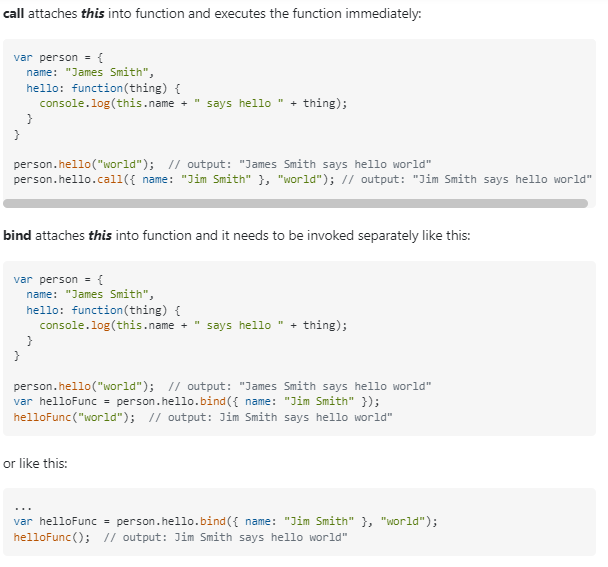 call attaches this into function and executes the function immediately:
var person = {
  name: "James Smith",
  hello: function(thing) {
    console.log(this.name + " says hello " + thing);
  }
}
person.hello("world");  // output: "James Smith says hello world"
person.hello.call({ name: "Jim Smith" }, "world"); // output: "Jim Smith says hello world"
bind attaches this into function and it needs to be invoked separately like this:
var person = {
  name: "James Smith",
  hello: function(thing) {
    console.log(this.name + " says hello " + thing);
  }
}
person.hello("world");  // output: "James Smith says hello world"
var helloFunc = person.hello.bind({ name: "Jim Smith" });
helloFunc("world");  // output: Jim Smith says hello world"
or like this:
...
var helloFunc = person.hello.bind({ name: "Jim Smith" }, "world");
helloFunc();  // output: Jim Smith says hello world"